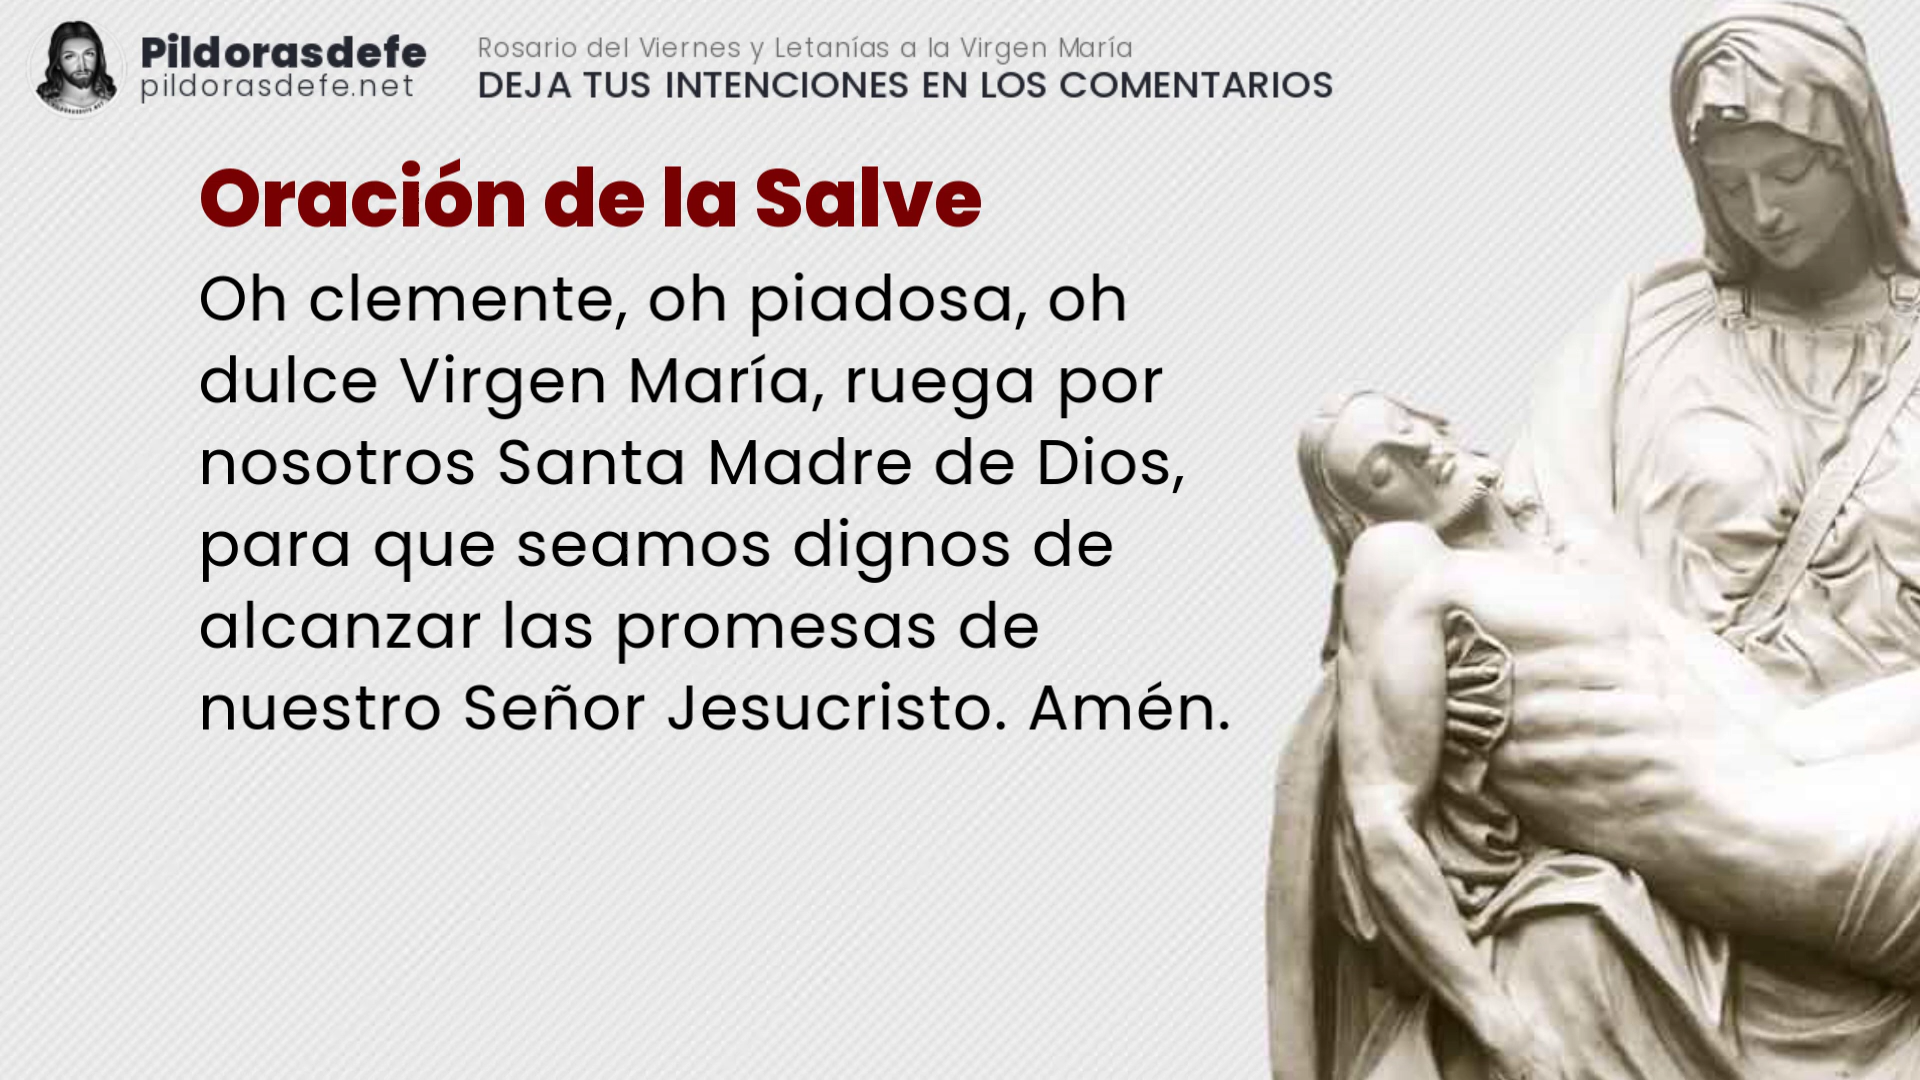 Pildorasdefe
pildorasdefe.net
Rosario del Viernes y Letanías a la Virgen María
DEJA TUS INTENCIONES EN LOS COMENTARIOS
Oración de la Salve
Oh clemente, oh piadosa, oh
dulce Virgen María, ruega por
nosotros Santa Madre de Dios,
para que seamos dignos de
alcanzar las promesas de
nuestro Señor Jesucristo. Amén.